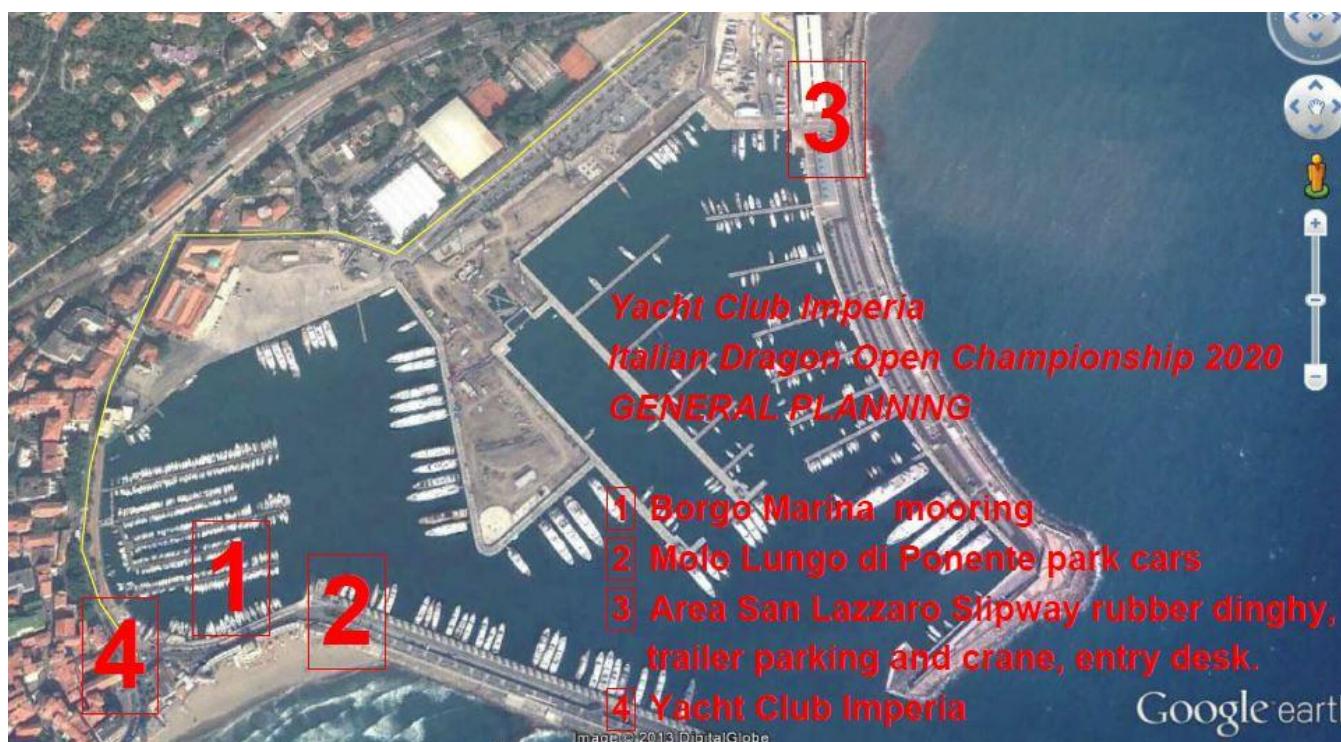 3
Yacht Club Imperia
Italian Dragon Open Championship 2020
GENERAL PLANNING
1 Borgo Marina mooring
2 Molo Lungo di Ponente park cars
3 Area San Lazzaro Slipway rubber dinghy,
trailer parking and crane, entry desk.
4 Yacht Club Imperia
1
2
4
Google eart
Image © 2013 DigitalGlobe